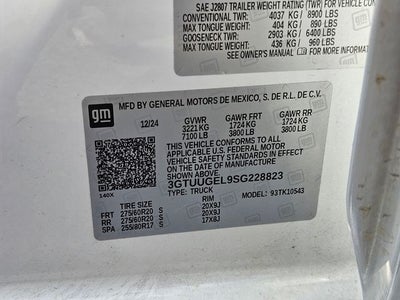 SAE J2807 TRAILER WEIGHT RATING (TWR) FOR VEHICLE CO
CONVENTIONAL TWR: 4037 KG / 8900 LBS
MAX TONGUE WEIGHT: 404 KG / 890 LBS
GOOSENECK TWR: 2903 KG / 6400 LBS
MAX TONGUE WEIGHT: 436 KG / 960 LBS
SEE OWNER'S MANUAL
gm
MFD BY GENERAL MOTORS DE MEXICO, S. DE R.L. DE C.V.
12/24 GVWR GAWR FRT GAWR RR
3221 KG 1724 KG 1724 KG
7100 LB 3800 LB 3800 LB
THIS VEHICLE CONFORMS TO ALL APPLICABLE
U.S. FEDERAL MOTOR VEHICLE SAFETY STANDARDS
IN EFFECT ON THE DATE OF MANUFACTURE SHOWN ABOVE.
3GTUUGEL9SG228823
TYPE: TRUCK MODEL: 93TK10543
140X
TIRE SIZE RIM
FRT 275/60R20 S 20X9J
RR 275/60R20 S 20X9J
SPA 255/80R17 S 17X8J